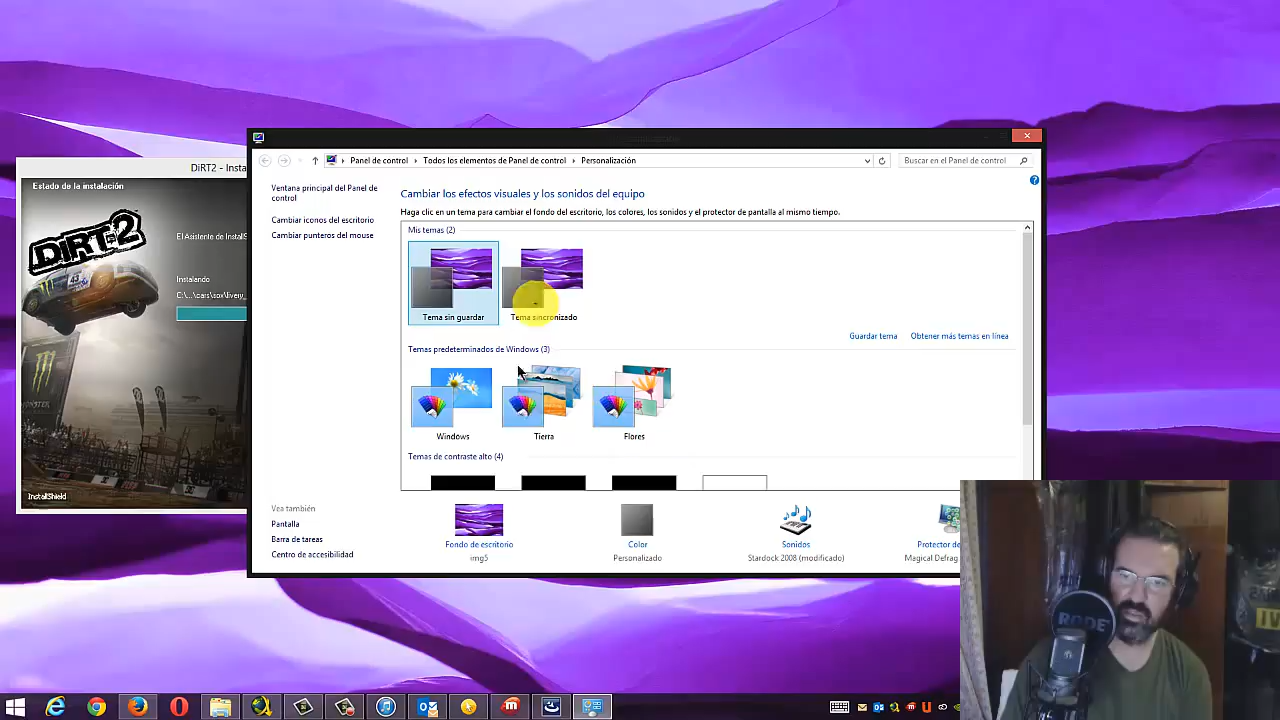 DiRT2 - Insta
Estado de la instalación
DiRT2
El Asistente de InstalS
Instalando
C:\...\cars\sox\livery_
InstallShield
Panel de control
Todos los elementos de Panel de control
Personalización
Buscar en el Panel de control
Ventana principal del Panel de
control
Cambiar iconos del escritorio
Cambiar punteros del mouse
Cambiar los efectos visuales y los sonidos del equipo
Haga clic en un tema para cambiar el fondo del escritorio, los colores, los sonidos y el protector de pantalla al mismo tiempo.
Mis temas (2)
Tema sin guardar
Tema sincronizado
Guardar tema
Obtener más temas en línea
Temas predeterminados de Windows (3)
Windows
Tierra
Flores
Temas de contraste alto (4)
Vea también
Pantalla
Barra de tareas
Centro de accesibilidad
Fondo de escritorio
img5
Color
Personalizado
Sonidos
Stardock 2008 (modificado)
Protector de
Magical Defrag
RODE